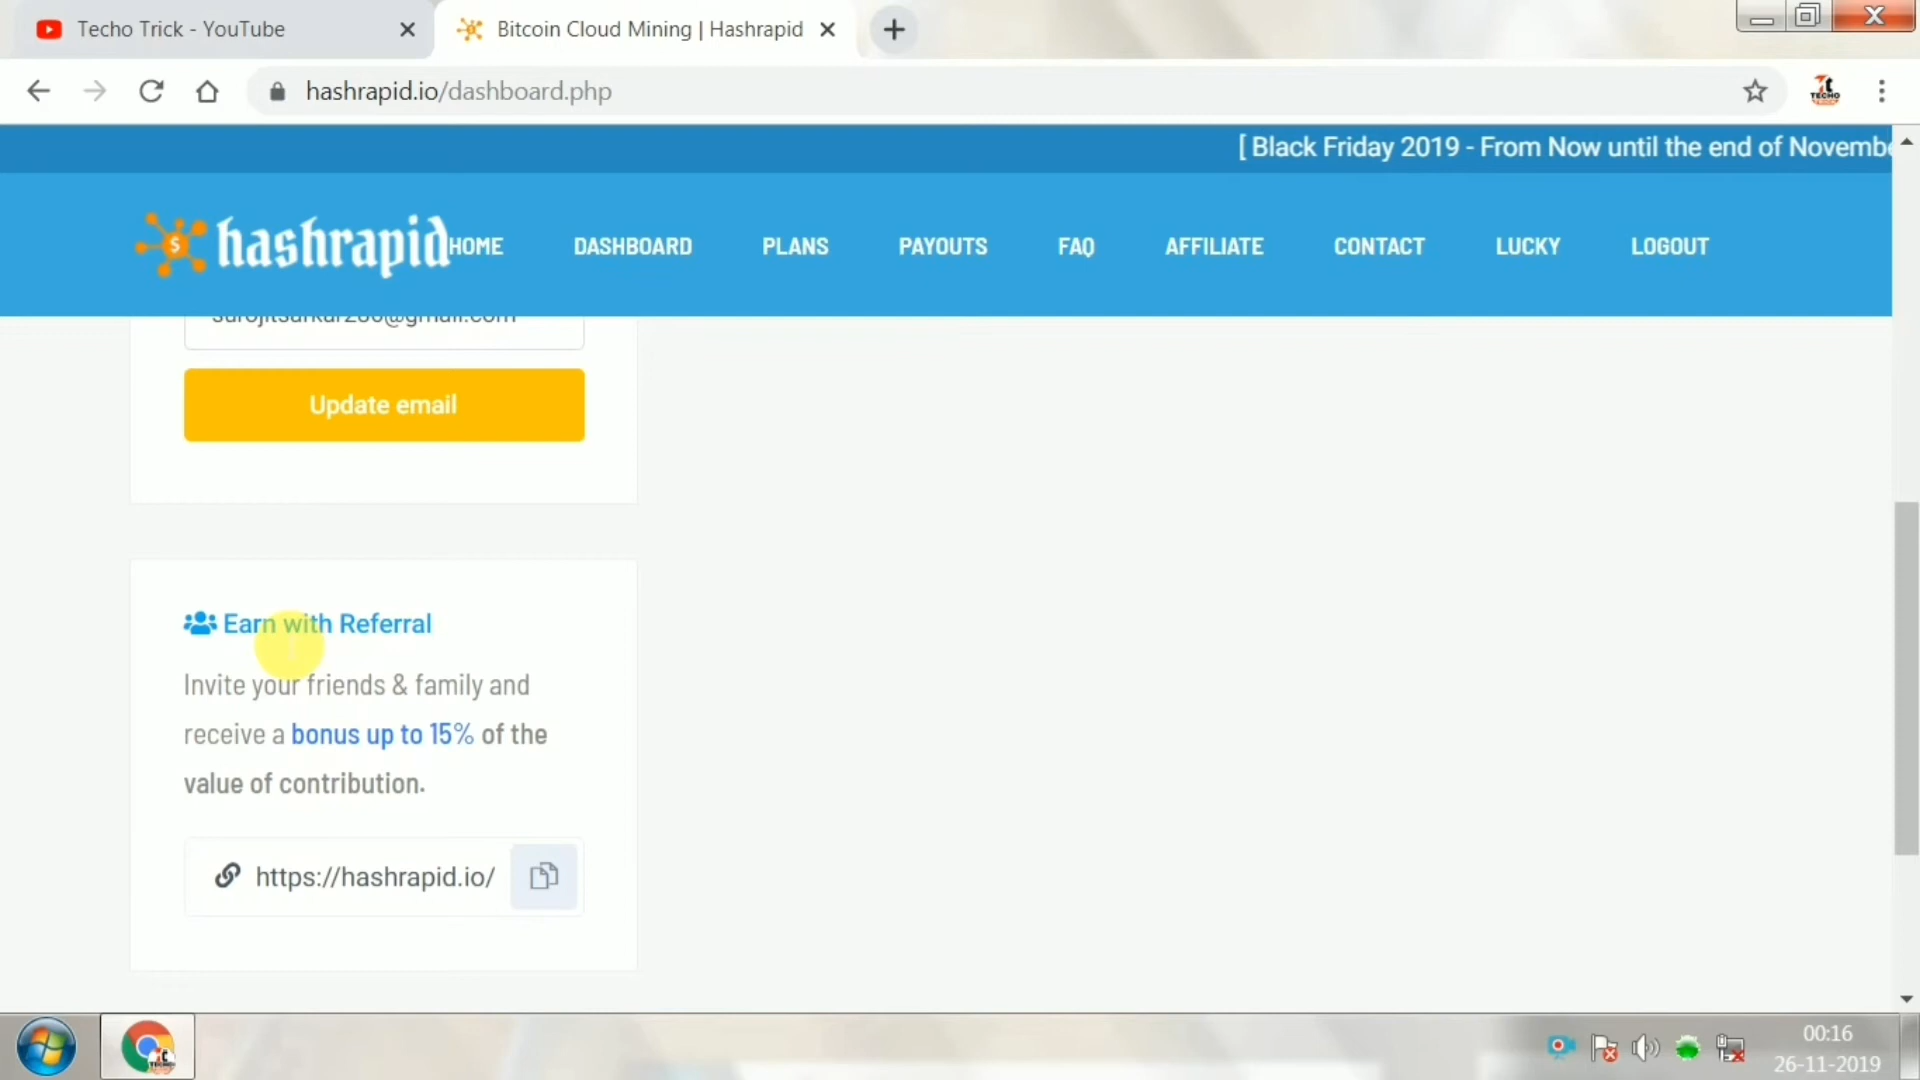 Techo Trick - YouTube
Bitcoin Cloud Mining | Hashrapid
hashrapid.io/dashboard.php
TECHO
[ Black Friday 2019 - From Now until the end of Novembe
hashrapid
HOME
DASHBOARD
PLANS
PAYOUTS
FAQ
AFFILIATE
CONTACT
LUCKY
LOGOUT
Update email
Earn with Referral
Invite your friends & family and
receive a bonus up to 15% of the
value of contribution.
https://hashrapid.io/
00:16
26-11-2019